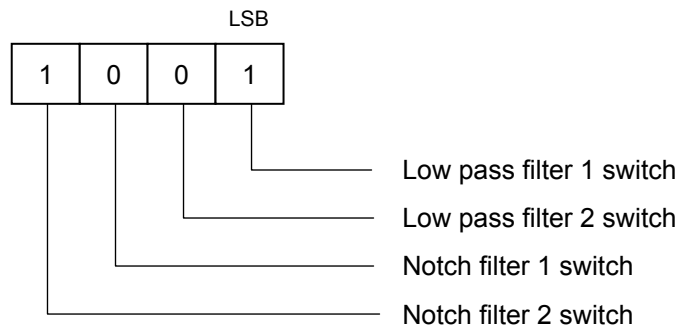 LSB
1 0 0 1
Low pass filter 1 switch
Low pass filter 2 switch
Notch filter 1 switch
Notch filter 2 switch